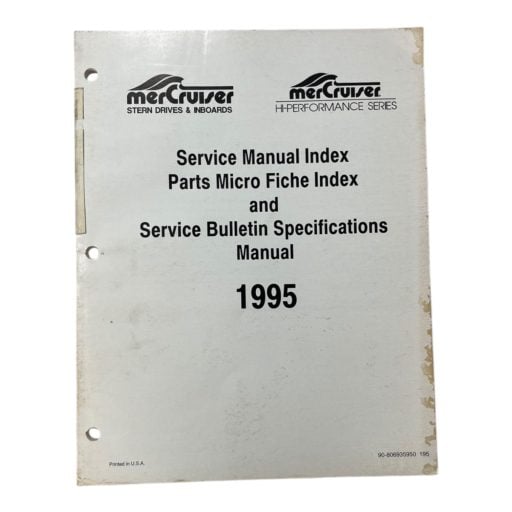 merCruiser
STERN DRIVES & INBOARDS
merCruiser
HI-PERFORMANCE SERIES
Service Manual Index
Parts Micro Fiche Index
and
Service Bulletin Specifications
Manual
1995
Printed in U.S.A.
90-806935950 195